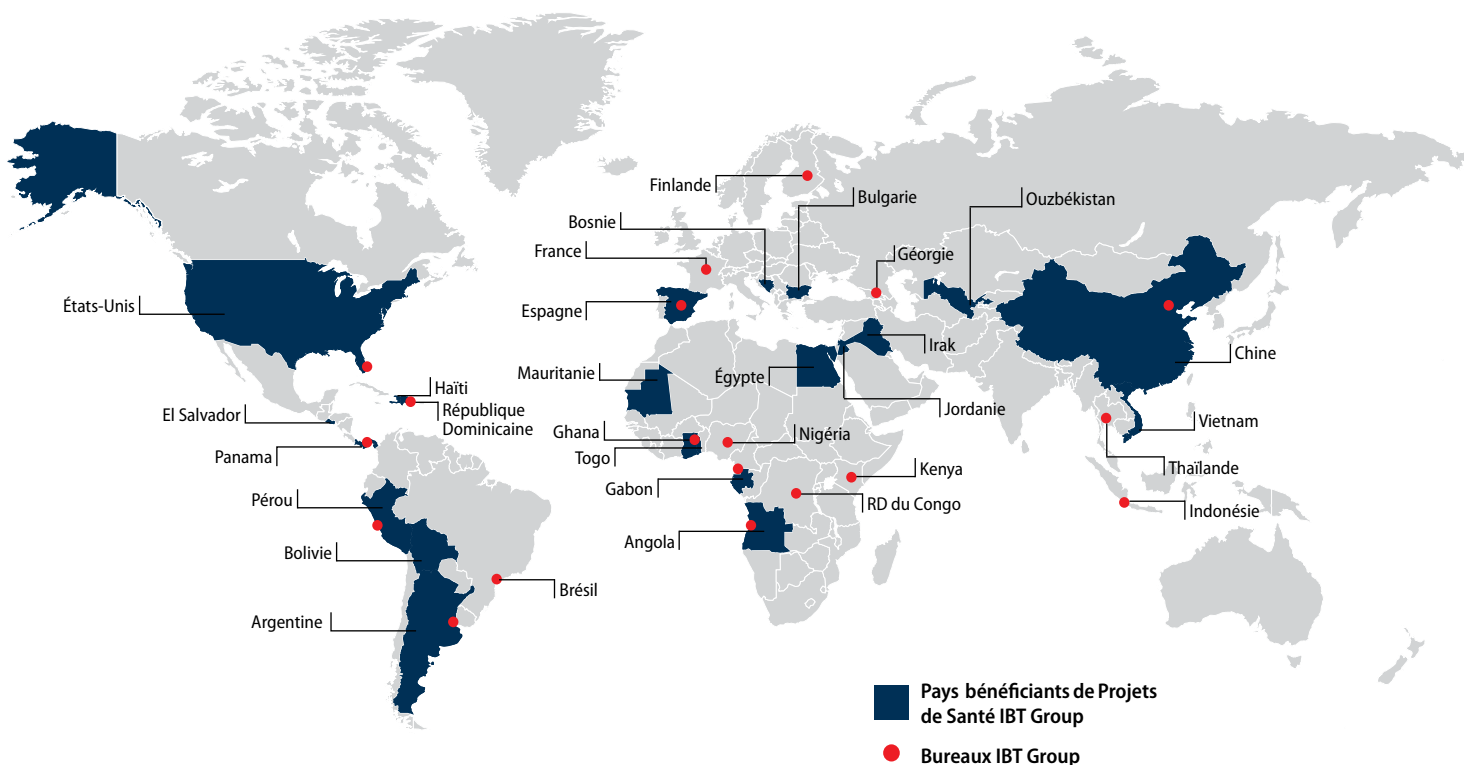 Finlande
Bulgarie
Ouzbékistan
Bosnie
France
Géorgie
États-Unis
Espagne
Irak
Chine
Mauritanie
Égypte
Haïti
Jordanie
El Salvador
République
Dominicaine
Vietnam
Ghana
Nigéria
Panama
Togo
Thaïlande
Kenya
Gabon
Pérou
RD du Congo
Indonésie
Angola
Bolivie
Brésil
Argentine
Pays bénéficiants de Projets
de Santé IBT Group
Bureaux IBT Group